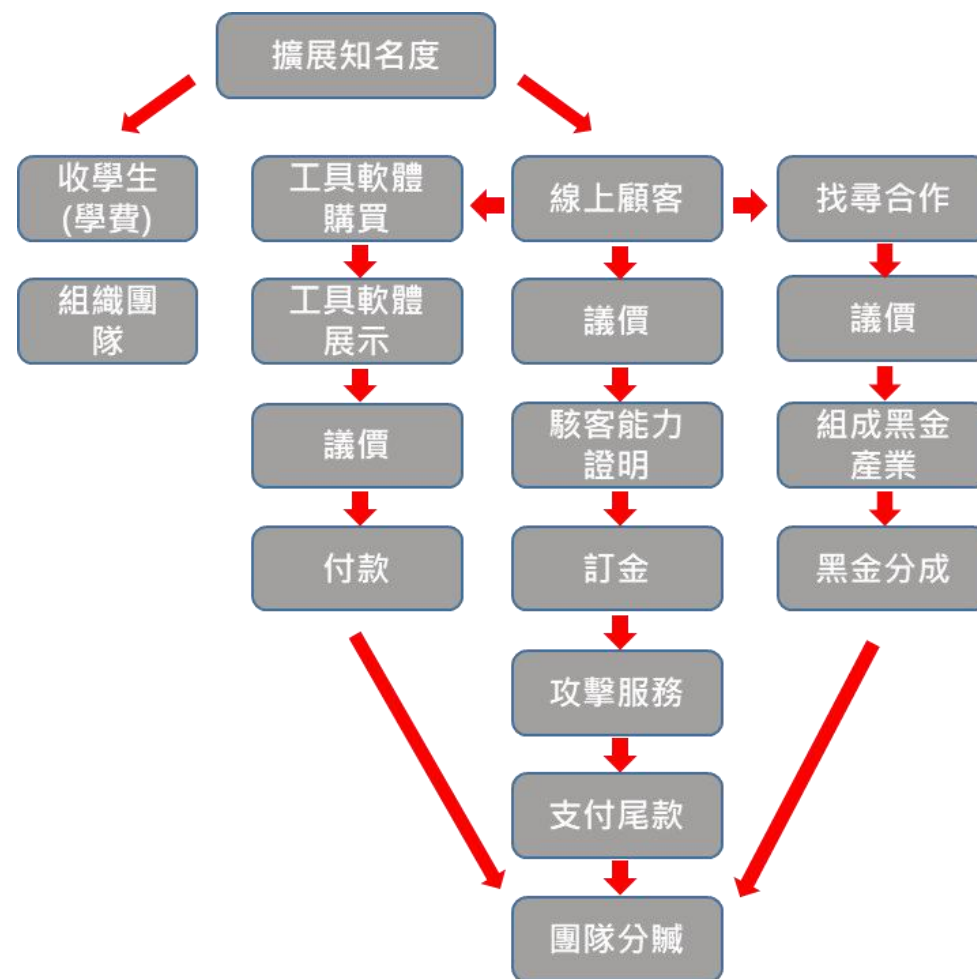 擴展知名度
收學生
(學費)
工具軟體
購買
線上顧客
找尋合作
組織團
隊
工具軟體
展示
議價
議價
議價
駭客能力
證明
組成黑金
產業
付款
訂金
黑金分成
攻擊服務
支付尾款
團隊分贓